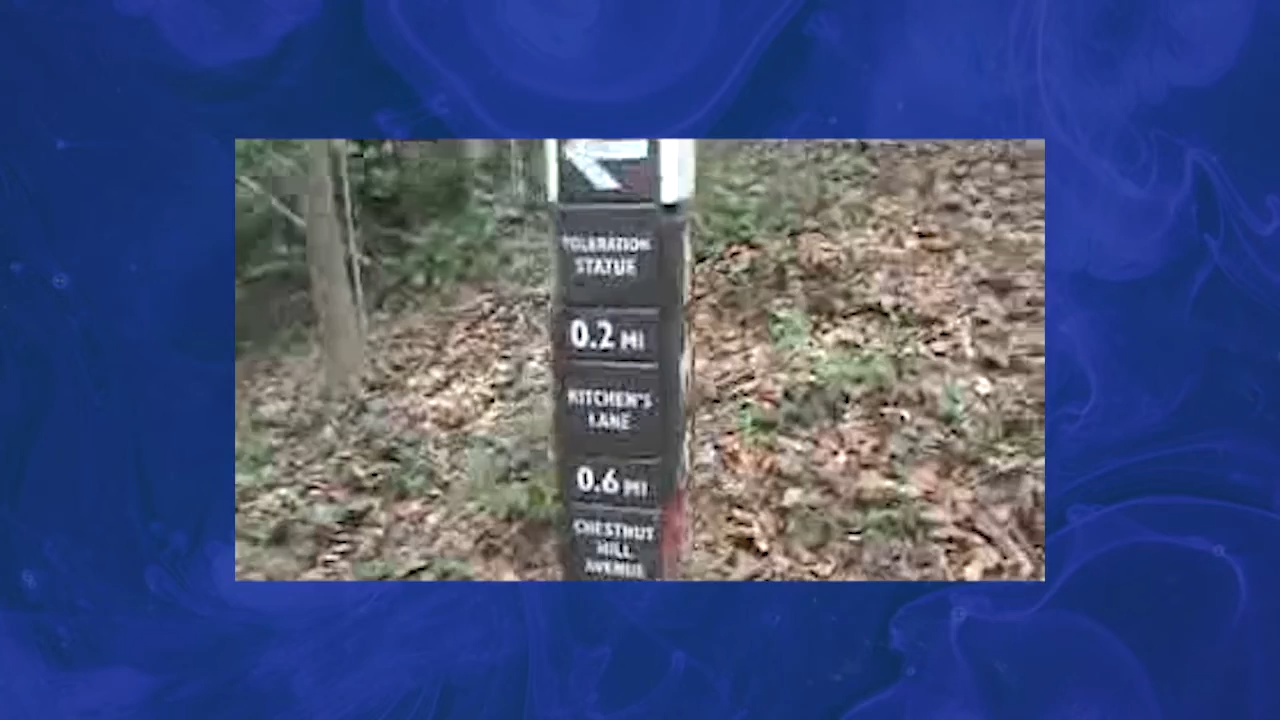 TOLERATION
STATUE
0.2 MI
KITCHEN'S
LANE
0.6 MI
CHESTNUT
HILL
AVENUE